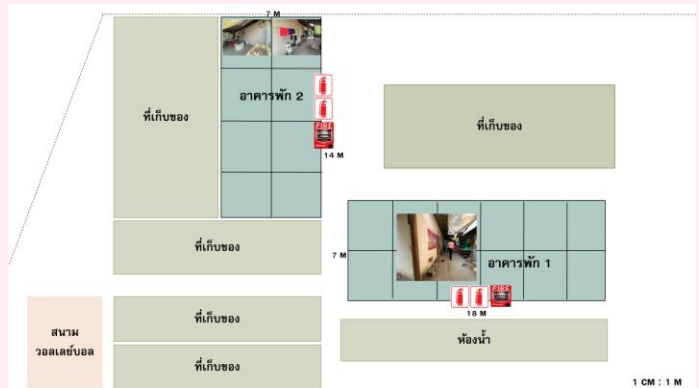 7 M
ที่เก็บของ
อาคารพัก 2
FIRE
14 M
ที่เก็บของ
ที่เก็บของ
7 M
อาคารพัก 1
FIRE
18 M
สนาม
วอลเลย์บอล
ที่เก็บของ
ที่เก็บของ
ห้องน้ำ
1 CM : 1 M